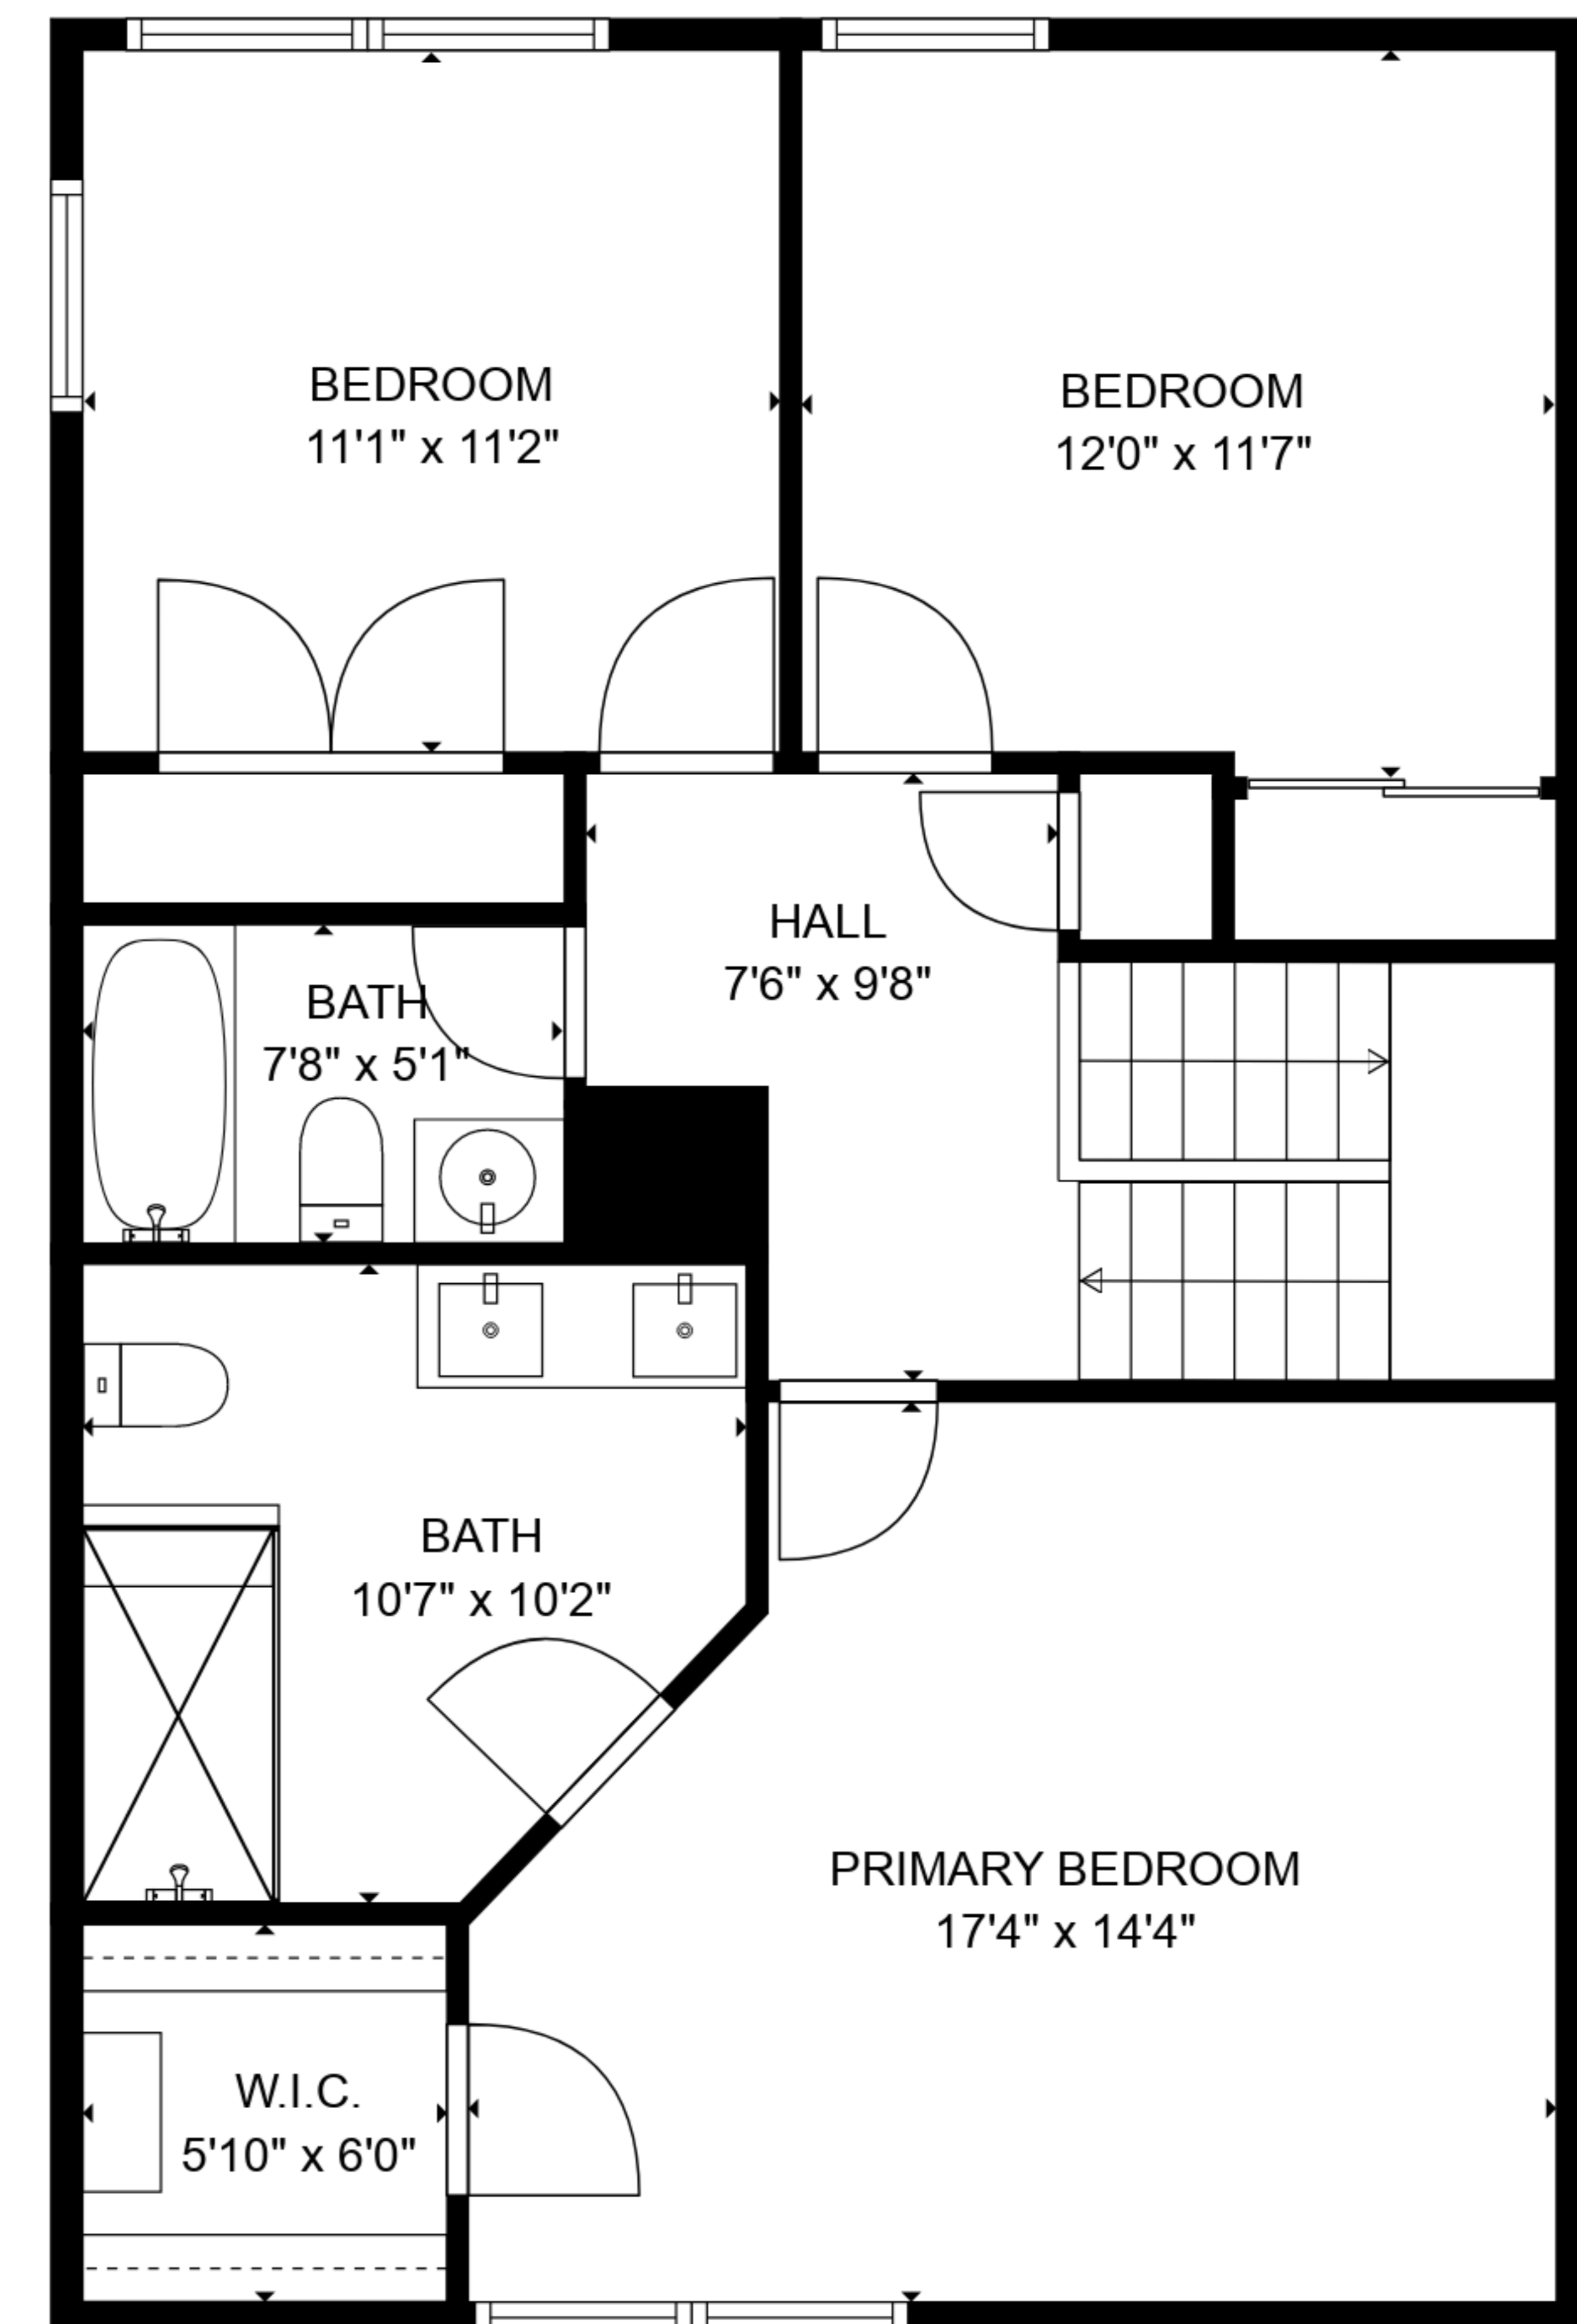 BEDROOM
11'1" x 11'2"
BEDROOM
12'0" x 11'7"
HALL
7'6" x 9'8"
BATH
7'8" x 5'1"
BATH
10'7" x 10'2"
PRIMARY BEDROOM
17'4" x 14'4"
W.I.C.
5'10" x 6'0"